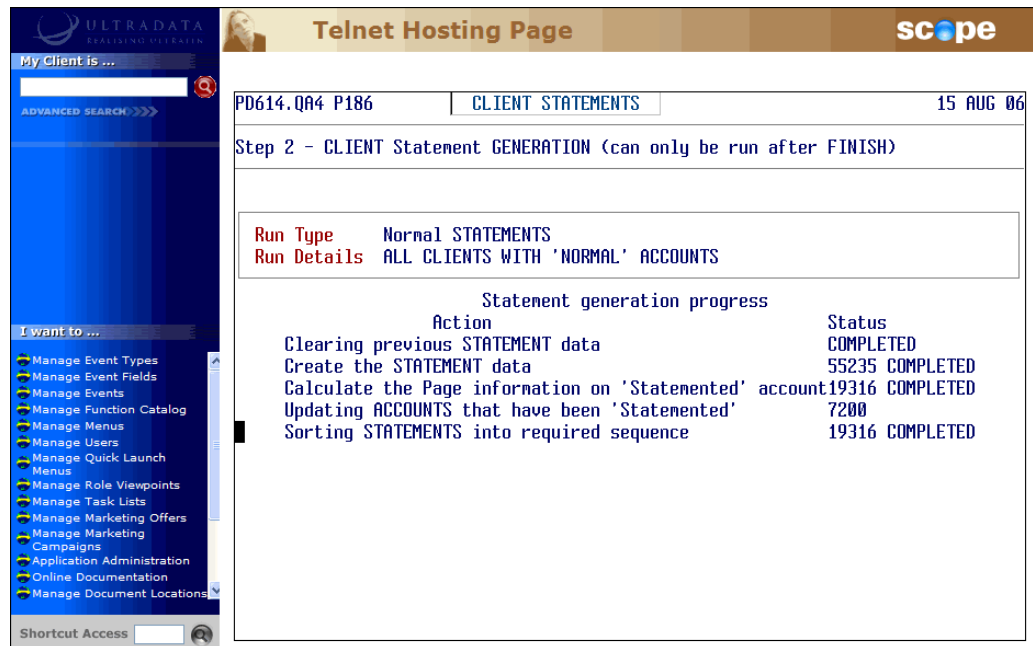 ULTRADATA
Telnet Hosting Page
scope
My Client is ...
ADVANCED SEARCH
PD614.QA4 P186 CLIENT STATEMENTS 15 AUG 06
Step 2 - CLIENT Statement GENERATION (can only be run after FINISH)
Run Type Normal STATEMENTS
Run Details ALL CLIENTS WITH 'NORMAL' ACCOUNTS
Statement generation progress
Action Status
Clearing previous STATEMENT data COMPLETED
Create the STATEMENT data 55235 COMPLETED
Calculate the Page information on 'Statemented' account19316 COMPLETED
Updating ACCOUNTS that have been 'Statemented' 7200
Sorting STATEMENTS into required sequence 19316 COMPLETED
I want to ...
Manage Event Types
Manage Event Fields
Manage Events
Manage Function Catalog
Manage Menus
Manage Users
Manage Quick Launch
Menus
Manage Role Viewpoints
Manage Task Lists
Manage Marketing Offers
Manage Marketing
Campaigns
Application Administration
Online Documentation
Manage Document Locations
Shortcut Access